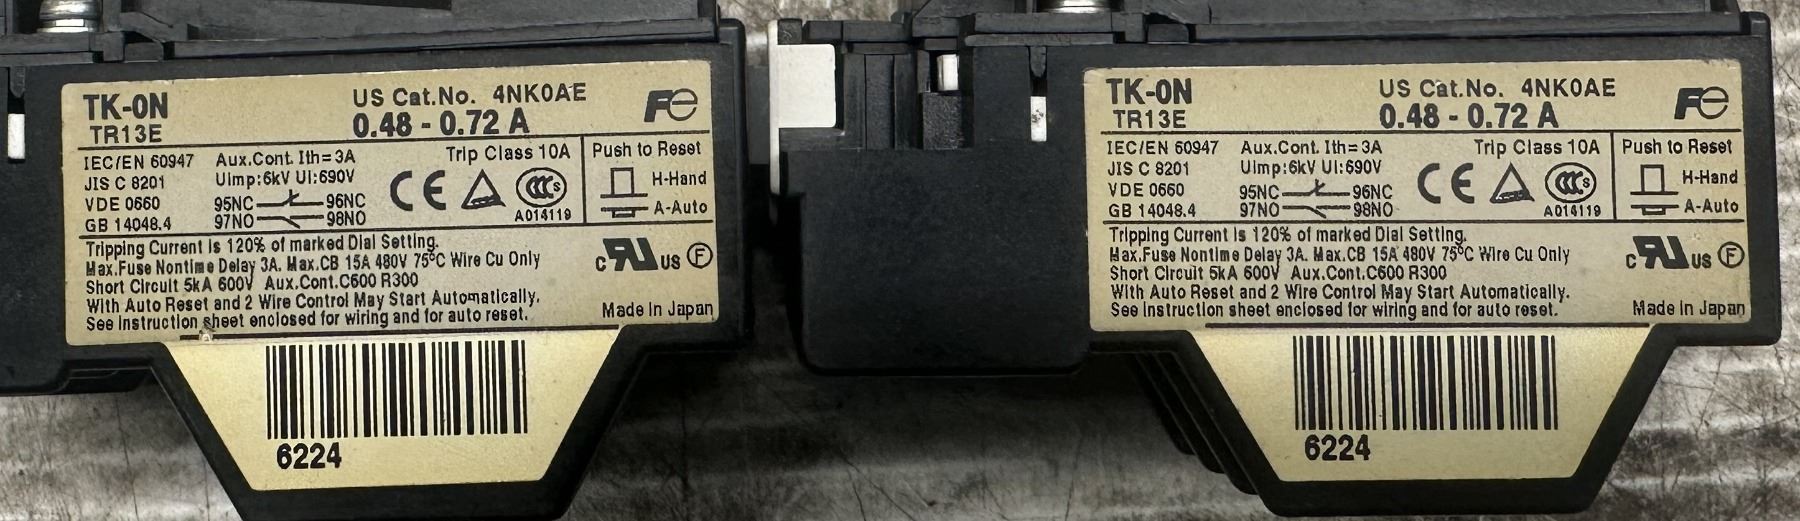 TK-0N
TR13E
US Cat.No. 4NK0AE
0.48 - 0.72 A
Fe
IEC/EN 60947
JIS C 8201
VDE 0660
GB 14048.4
Aux.Cont. Ith=3A
Uimp:6kV Ui:690V
95NC 96NC
97NO 98NO
Trip Class 10A
CE
CCC S
A014119
Push to Reset
H-Hand
A-Auto
Tripping Current is 120% of marked Dial Setting.
Max.Fuse Nontime Delay 3A. Max.CB 15A 480V 75°C Wire Cu Only
Short Circuit 5kA 600V Aux.Cont.C600 R300
With Auto Reset and 2 Wire Control May Start Automatically.
See instruction sheet enclosed for wiring and for auto reset.
c RU US F
Made in Japan
6224
TK-0N
TR13E
US Cat.No. 4NK0AE
0.48 - 0.72 A
Fe
IEC/EN 60947
JIS C 8201
VDE 0660
GB 14048.4
Aux.Cont. Ith=3A
Uimp:6kV Ui:690V
95NC 96NC
97NO 98NO
Trip Class 10A
CE
CCC S
A014119
Push to Reset
H-Hand
A-Auto
Tripping Current is 120% of marked Dial Setting.
Max.Fuse Nontime Delay 3A. Max.CB 15A 480V 75°C Wire Cu Only
Short Circuit 5kA 600V Aux.Cont.C600 R300
With Auto Reset and 2 Wire Control May Start Automatically.
See instruction sheet enclosed for wiring and for auto reset.
c RU US F
Made in Japan
6224